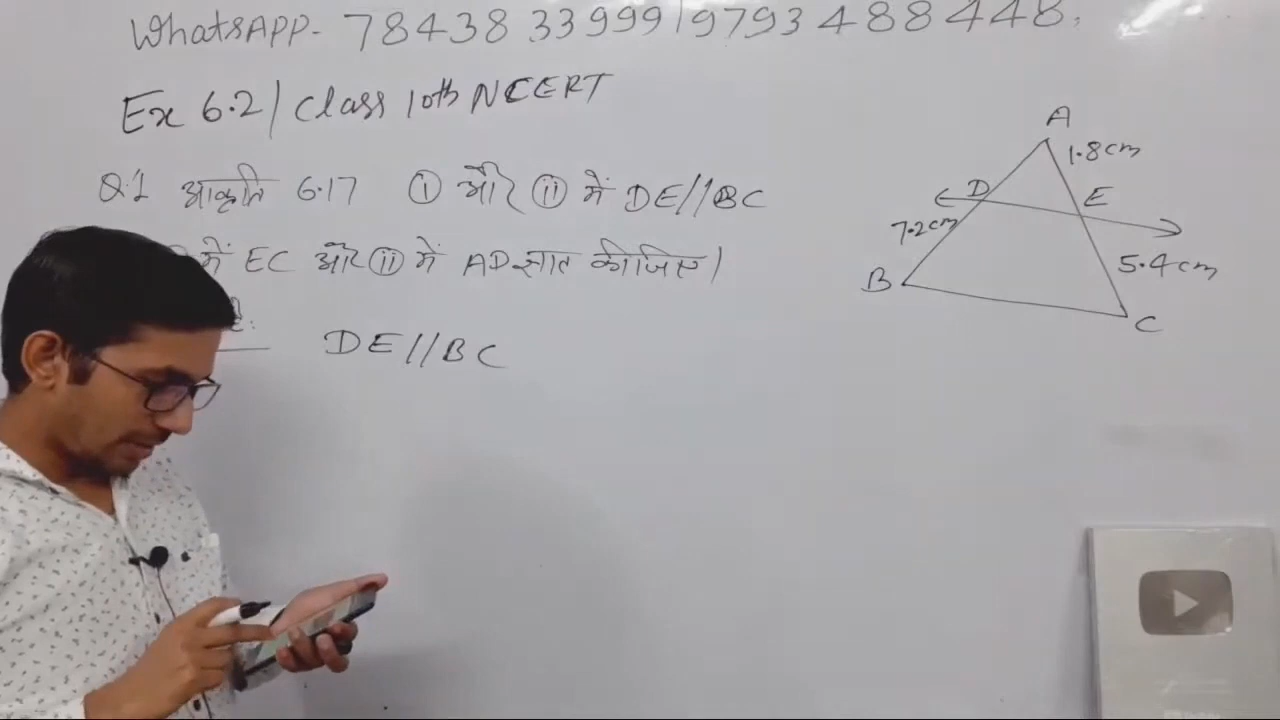 WhatsAPP- 78438 33999 | 9793488448.
Ex 6.2 / Class 10th NCERT
Q.1 आकृति 6.17 (i) और (ii) में DE//BC
में EC और (ii) में AD ज्ञात कीजिए।
DE//BC
A
1.8cm
D
E
7.2cm
5.4cm
B
C